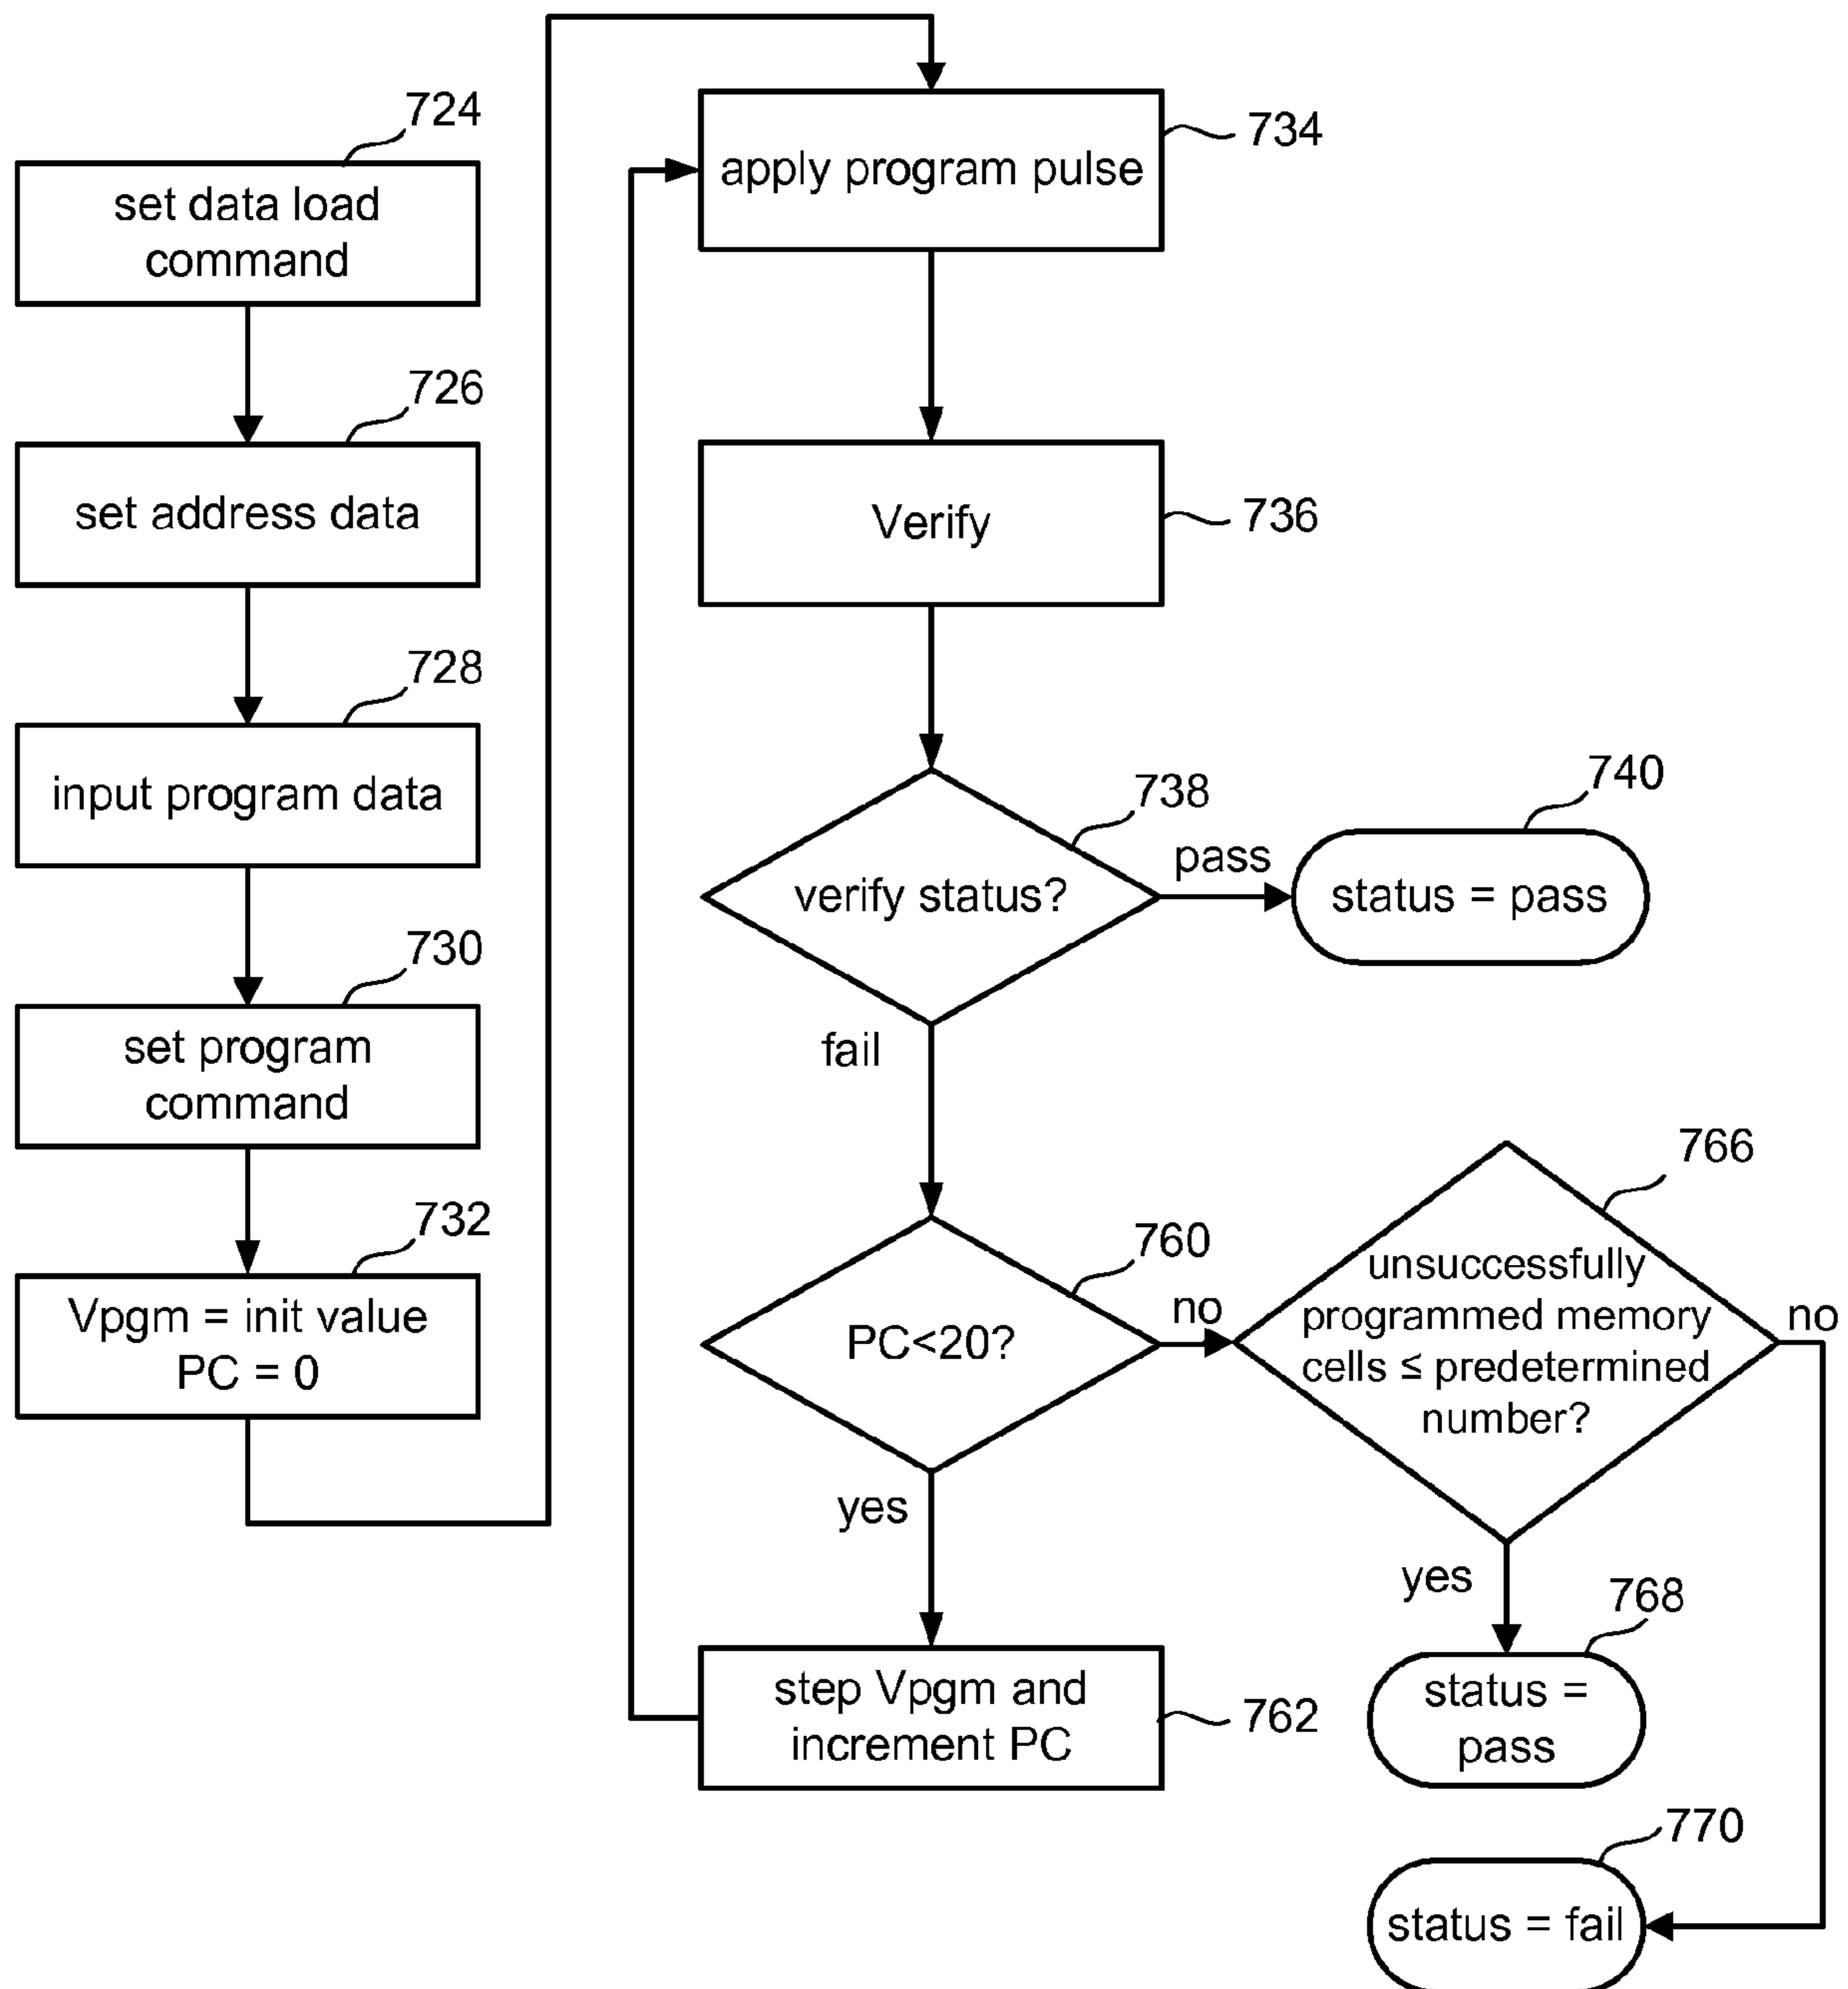 724
set data load
command
726
set address data
728
input program data
730
set program
command
732
Vpgm = init value
PC = 0
734
apply program pulse
736
Verify
738
verify status?
pass
740
status = pass
fail
760
PC<20?
no
766
unsuccessfully
programmed memory
cells ≤ predetermined
number?
no
yes
762
step Vpgm and
increment PC
yes
768
status =
pass
770
status = fail